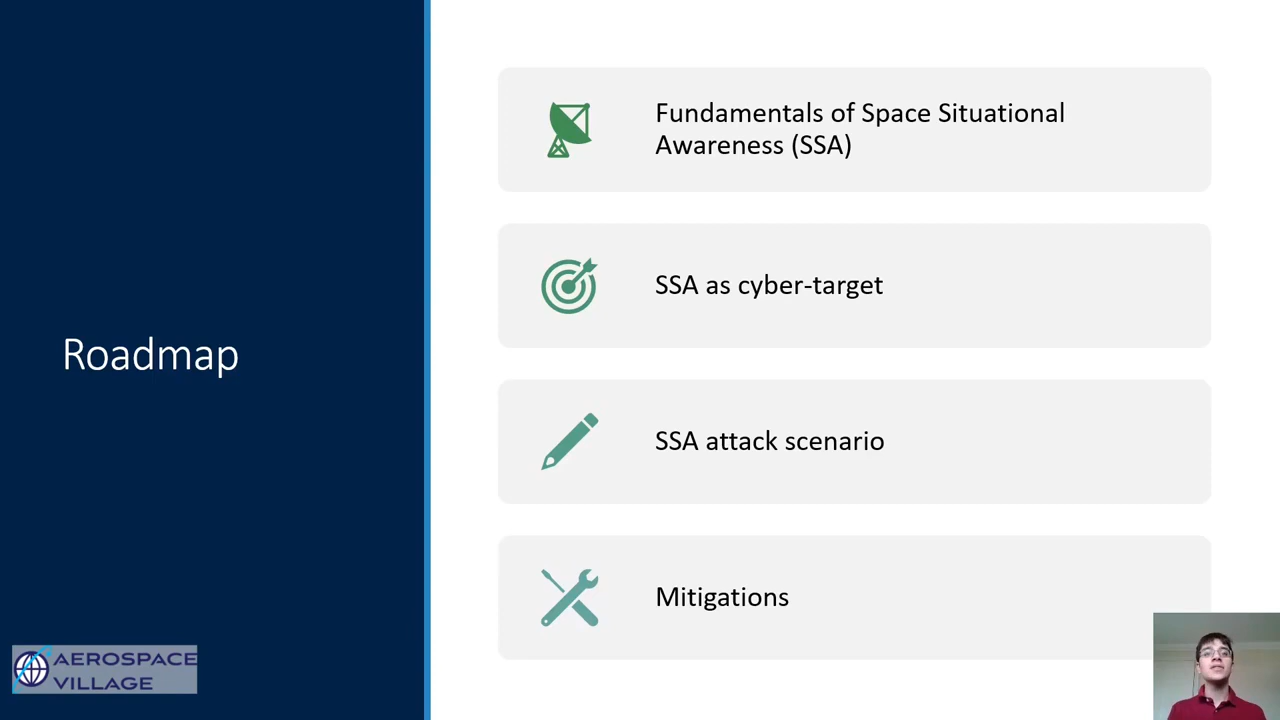 Roadmap
Fundamentals of Space Situational
Awareness (SSA)
SSA as cyber-target
SSA attack scenario
Mitigations
AEROSPACE
VILLAGE